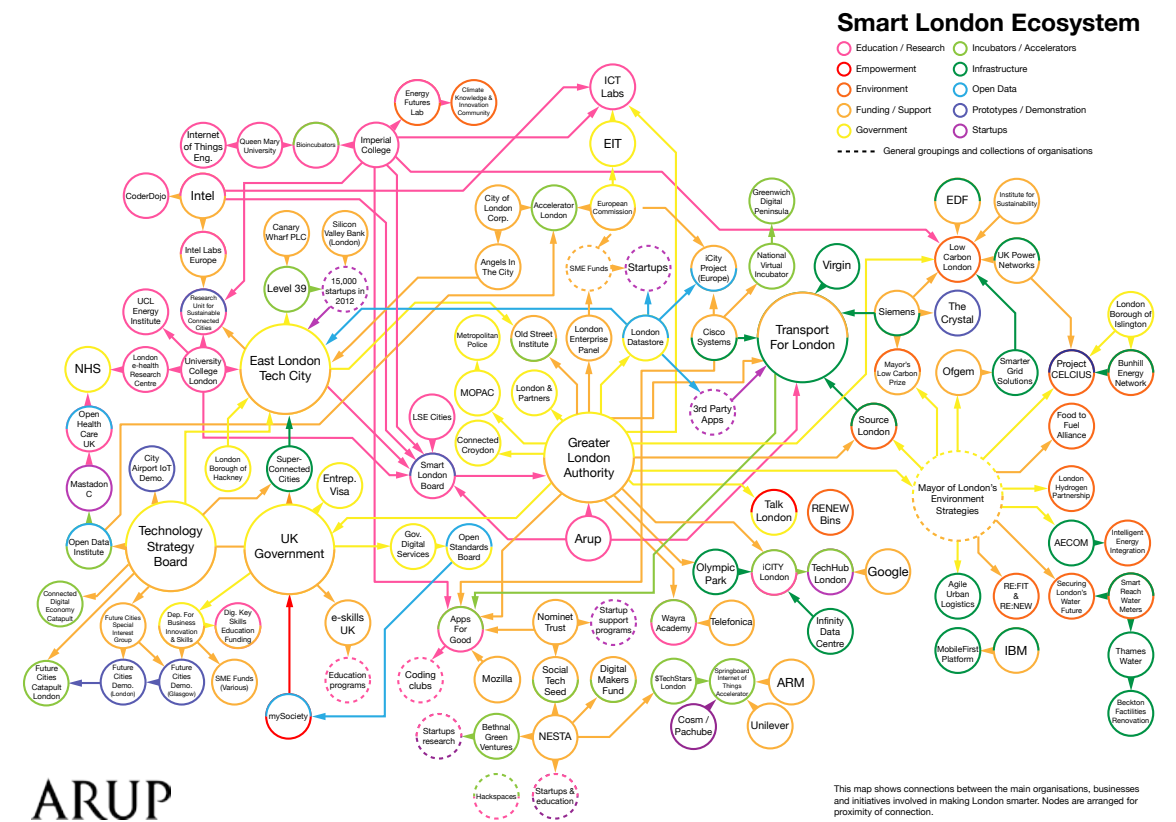 Smart London Ecosystem
Education / Research
Empowerment
Environment
Funding / Support
Government
Incubators / Accelerators
Infrastructure
Open Data
Prototypes / Demonstration
Startups
General groupings and collections of organisations
ICT
Labs
Energy
Futures
Lab
Climate
Knowledge &
Innovation
Community
Internet
of Things
Eng.
Queen Mary
University
Bioincubators
Imperial
College
EIT
CoderDojo
Intel
City of
London
Corp.
Accelerator
London
European
Commission
Greenwich
Digital
Peninsula
EDF
Institute for
Sustainability
Canary
Wharf PLC
Silicon
Valley Bank
(London)
Intel Labs
Europe
Angels In
The City
SME Funds
Startups
iCity
Project
(Europe)
National
Virtual
Incubator
Virgin
Low
Carbon
London
UK Power
Networks
Level 39
15,000
startups in
2012
UCL
Energy
Institute
Research
Unit for
Sustainable
Connected
Cities
Metropolitan
Police
Old Street
Institute
London
Enterprise
Panel
London
Datastore
Cisco
Systems
Transport
For London
Siemens
The
Crystal
London
Borough of
Islington
NHS
London
e-health
Research
Centre
University
College
London
East London
Tech City
Mayor's
Low Carbon
Prize
Ofgem
Smarter
Grid
Solutions
Project
CELCIUS
Bunhill
Energy
Network
MOPAC
London &
Partners
3rd Party
Apps
Open
Health
Care
UK
LSE Cities
Connected
Croydon
Greater
London
Authority
Source
London
Food to
Fuel
Alliance
City
Airport IoT
Demo.
London
Borough of
Hackney
Super-
Connected
Cities
Smart
London
Board
Mastadon
C
Entrep.
Visa
Mayor of London's
Environment
Strategies
London
Hydrogen
Partnership
Talk
London
RENEW
Bins
Open Data
Institute
Technology
Strategy
Board
UK
Government
Gov.
Digital
Services
Open
Standards
Board
Arup
AECOM
Intelligent
Energy
Integration
Olympic
Park
iCITY
London
TechHub
London
Google
Connected
Digital
Economy
Catapult
Agile
Urban
Logistics
RE:FIT
&
RE:NEW
Securing
London's
Water
Future
Smart
Reach
Water
Meters
Future Cities
Special
Interest
Group
Dep. For
Business
Innovation
& Skills
Dig. Key
Skills
Education
Funding
e-skills
UK
Apps
For
Good
Nominet
Trust
Startup
support
programs.
Wayra
Academy
Telefonica
Infinity
Data
Centre
MobileFirst
Platform
IBM
Thames
Water
Future
Cities
Catapult
London
Future
Cities
Demo.
(London)
Future
Cities
Demo.
(Glasgow)
SME Funds
(Various)
Education
programs
Coding
clubs
Mozilla
Social
Tech
Seed
Digital
Makers
Fund
$TechStars
London
Springboard
Internet of
Things
Accelerator
ARM
Beckton
Factilities
Renovation
mySociety
Startups
research
Bethnal
Green
Ventures
NESTA
Cosm /
Pachube
Unilever
Hackspaces
Startups &
education
ARUP
This map shows connections between the main organisations, businesses
and initiatives involved in making London smarter. Nodes are arranged for
proximity of connection.